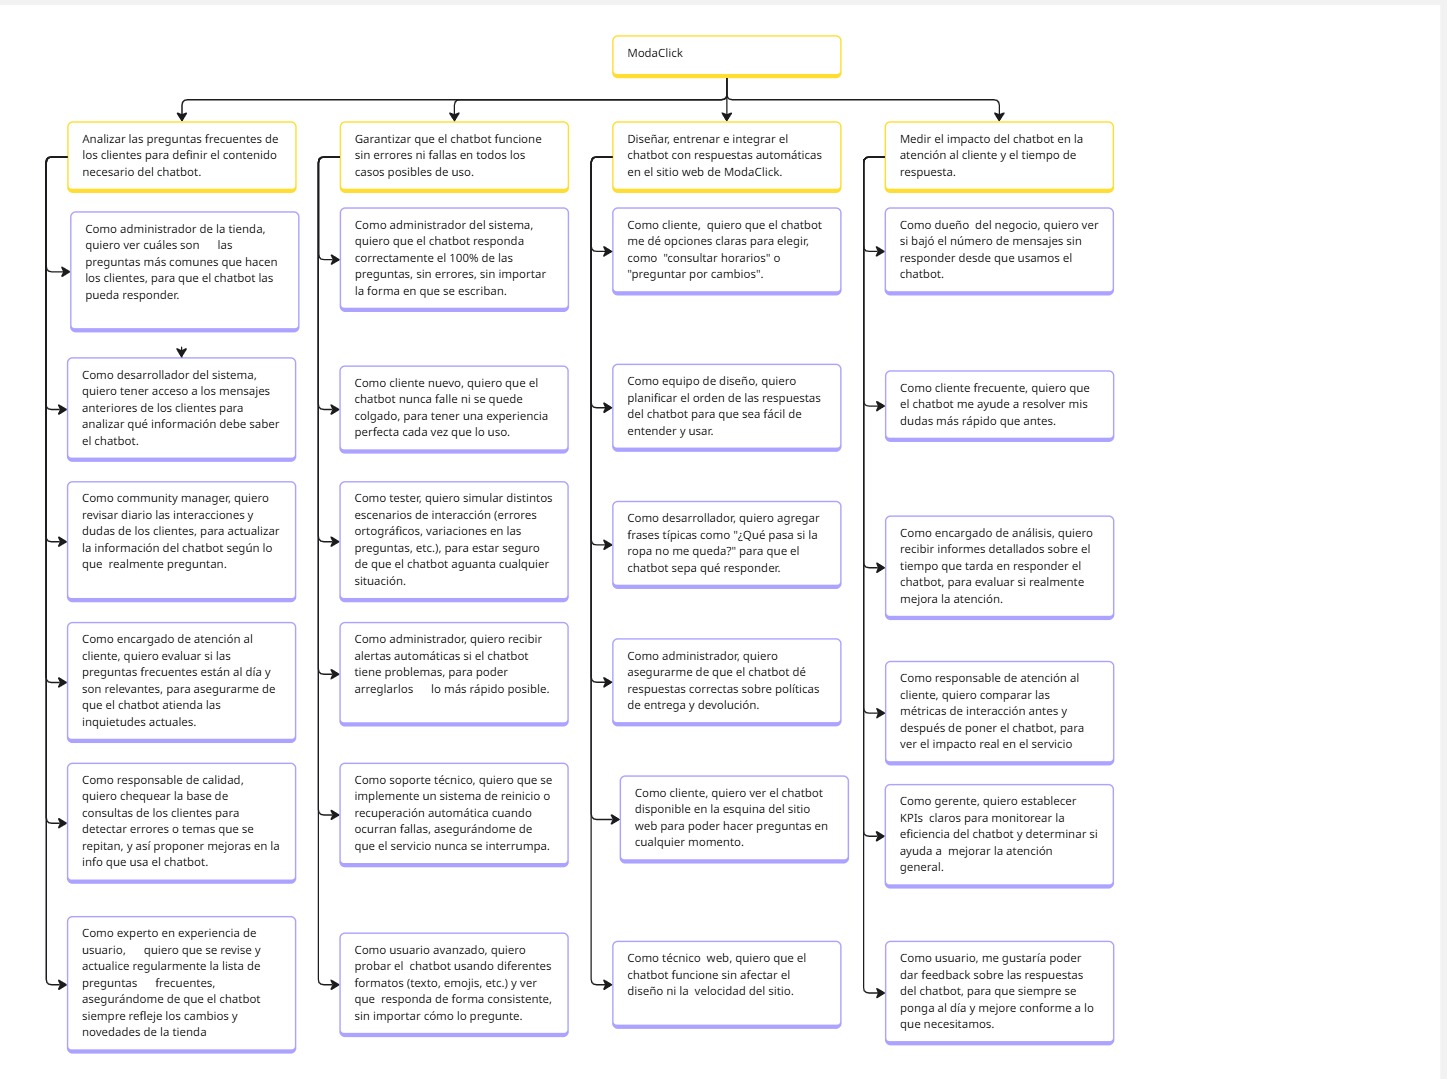 ModaClick
Analizar las preguntas frecuentes de
los clientes para definir el contenido
necesario del chatbot.
Como administrador de la tienda,
quiero ver cuáles son las
preguntas más comunes que hacen
los clientes, para que el chatbot las
pueda responder.
Como desarrollador del sistema,
quiero tener acceso a los mensajes
anteriores de los clientes para
analizar qué información debe saber
el chatbot.
Como community manager, quiero
revisar diario las interacciones y
dudas de los clientes, para actualizar
la información del chatbot según lo
que realmente preguntan.
Como encargado de atención al
cliente, quiero evaluar si las
preguntas frecuentes están al día y
son relevantes, para asegurarme de
que el chatbot atienda las
inquietudes actuales.
Como responsable de calidad,
quiero chequear la base de
consultas de los clientes para
detectar errores o temas que se
repitan, y así proponer mejoras en la
info que usa el chatbot.
Como experto en experiencia de
usuario, quiero que se revise y
actualice regularmente la lista de
preguntas frecuentes,
asegurándome de que el chatbot
siempre refleje los cambios y
novedades de la tienda
Garantizar que el chatbot funcione
sin errores ni fallas en todos los
casos posibles de uso.
Como administrador del sistema,
quiero que el chatbot responda
correctamente el 100% de las
preguntas, sin errores, sin importar
la forma en que se escriban.
Como cliente nuevo, quiero que el
chatbot nunca falle ni se quede
colgado, para tener una experiencia
perfecta cada vez que lo uso.
Como tester, quiero simular distintos
escenarios de interacción (errores
ortográficos, variaciones en las
preguntas, etc.), para estar seguro
de que el chatbot aguanta cualquier
situación.
Como administrador, quiero recibir
alertas automáticas si el chatbot
tiene problemas, para poder
arreglarlos lo más rápido posible.
Como soporte técnico, quiero que se
implemente un sistema de reinicio o
recuperación automática cuando
ocurran fallas, asegurándome de
que el servicio nunca se interrumpa.
Como usuario avanzado, quiero
probar el chatbot usando diferentes
formatos (texto, emojis, etc.) y ver
que responda de forma consistente,
sin importar cómo lo pregunte.
Diseñar, entrenar e integrar el
chatbot con respuestas automáticas
en el sitio web de ModaClick.
Como cliente, quiero que el chatbot
me dé opciones claras para elegir,
como "consultar horarios" o
"preguntar por cambios".
Como equipo de diseño, quiero
planificar el orden de las respuestas
del chatbot para que sea fácil de
entender y usar.
Como desarrollador, quiero agregar
frases típicas como "¿Qué pasa si la
ropa no me queda?" para que el
chatbot sepa qué responder.
Como administrador, quiero
asegurarme de que el chatbot dé
respuestas correctas sobre políticas
de entrega y devolución.
Como cliente, quiero ver el chatbot
disponible en la esquina del sitio
web para poder hacer preguntas en
cualquier momento.
Como técnico web, quiero que el
chatbot funcione sin afectar el
diseño ni la velocidad del sitio.
Medir el impacto del chatbot en la
atención al cliente y el tiempo de
respuesta.
Como dueño del negocio, quiero ver
si bajó el número de mensajes sin
responder desde que usamos el
chatbot.
Como cliente frecuente, quiero que
el chatbot me ayude a resolver mis
dudas más rápido que antes.
Como encargado de análisis, quiero
recibir informes detallados sobre el
tiempo que tarda en responder el
chatbot, para evaluar si realmente
mejora la atención.
Como responsable de atención al
cliente, quiero comparar las
métricas de interacción antes y
después de poner el chatbot, para
ver el impacto real en el servicio
Como gerente, quiero establecer
KPIs claros para monitorear la
eficiencia del chatbot y determinar si
ayuda a mejorar la atención
general.
Como usuario, me gustaría poder
dar feedback sobre las respuestas
del chatbot, para que siempre se
ponga al día y mejore conforme a lo
que necesitamos.